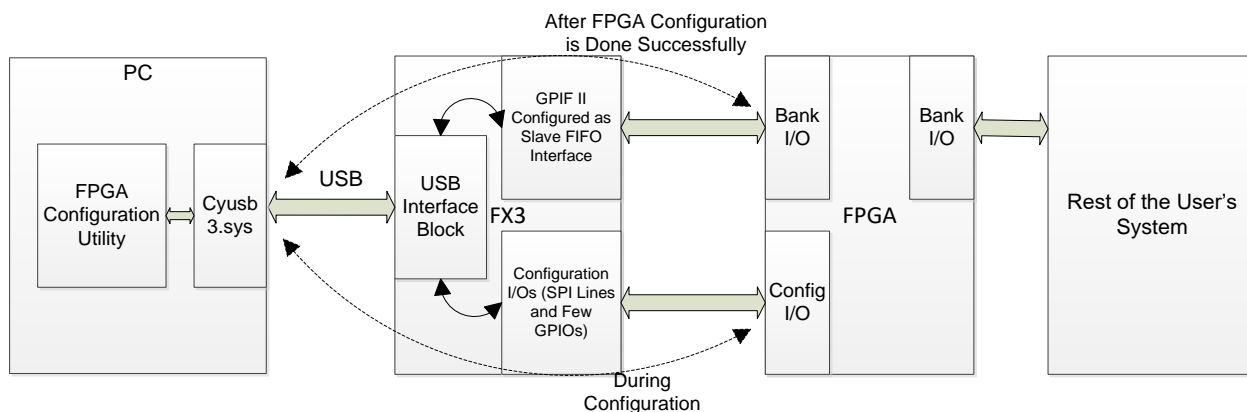 After FPGA Configuration
is Done Successfully
PC
FPGA
Configuration
Utility
Cyusb
3.sys
USB
USB
Interface
Block
FX3
GPIF II
Configured as
Slave FIFO
Interface
Configuration
I/Os (SPI Lines
and Few
GPIOs)
Bank
I/O
Config
I/O
FPGA
Bank
I/O
Rest of the User's
System
During
Configuration